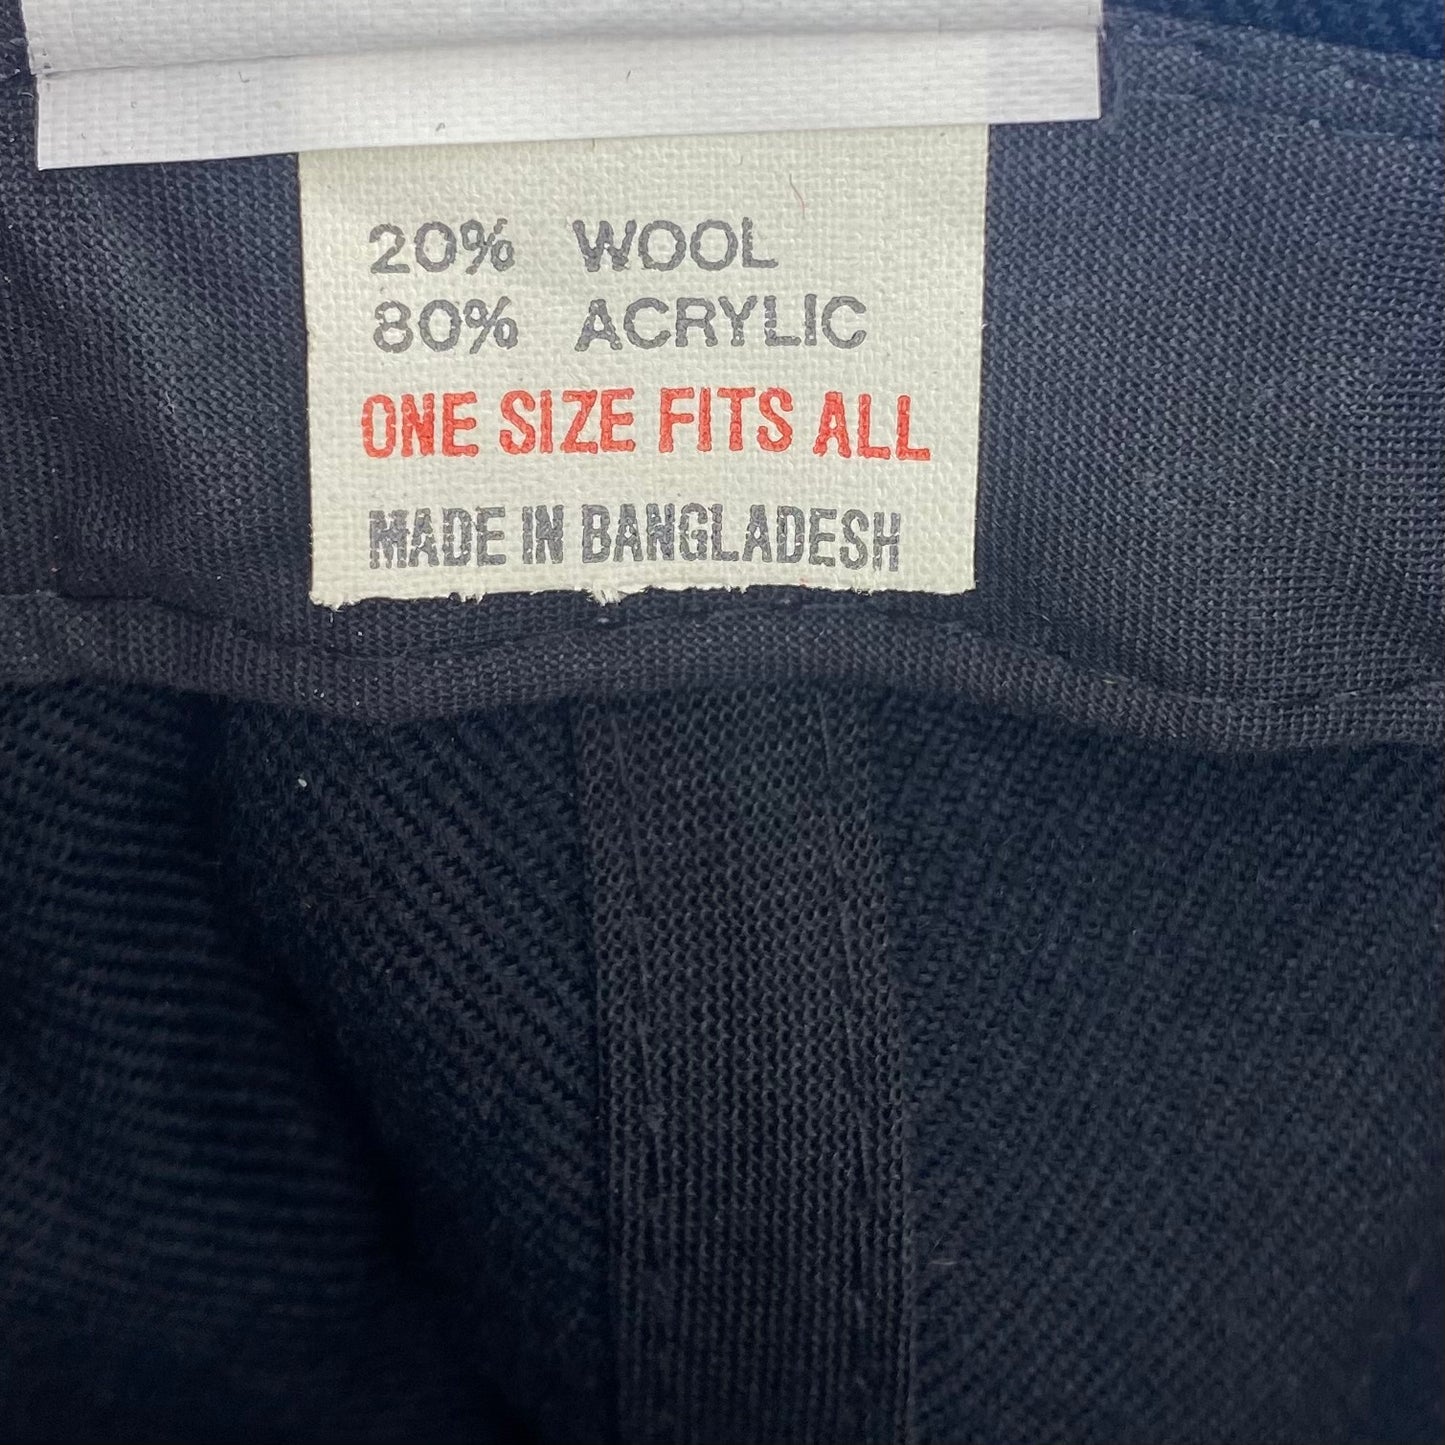 20% WOOL
80% ACRYLIC
ONE SIZE FITS ALL
MADE IN BANGLADESH